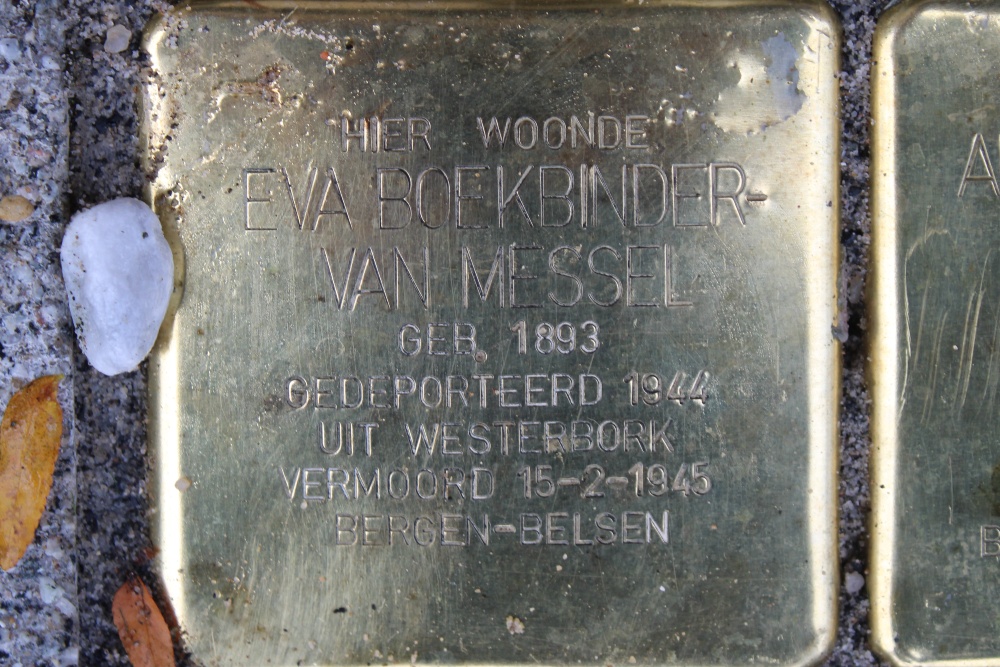 HIER WOONDE
EVA BOEKBINDER-
VAN MESSEL
GEB. 1893
GEDEPORTEERD 1944
UIT WESTERBORK
VERMOORD 15-2-1945
BERGEN-BELSEN